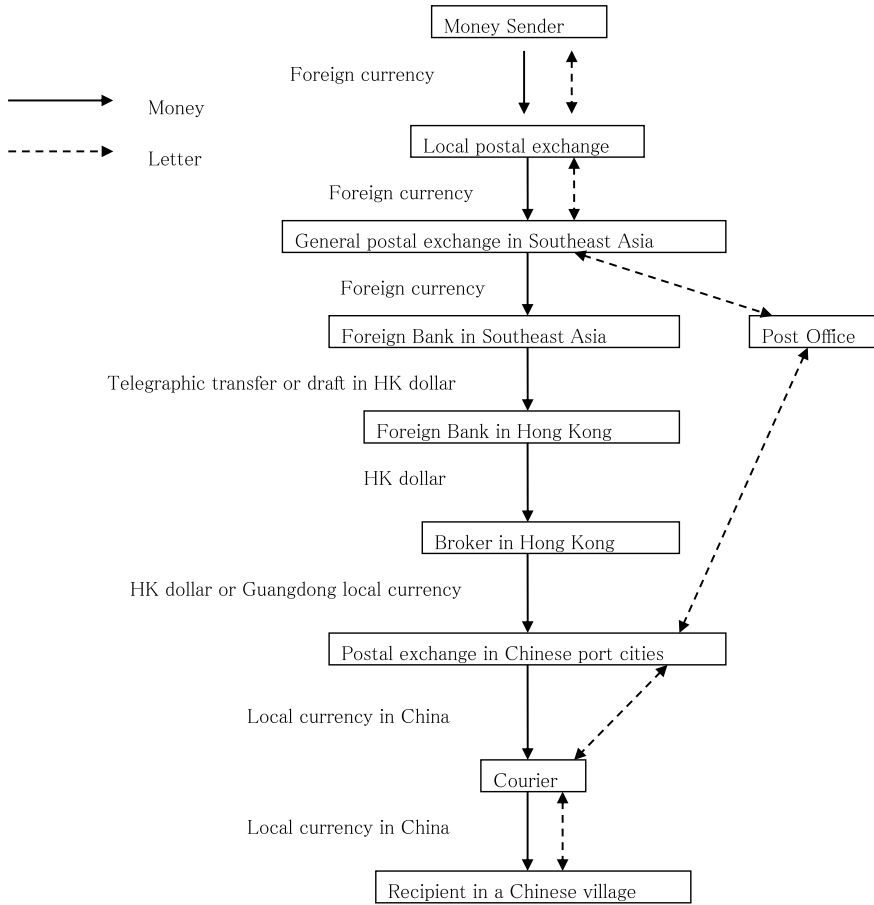 Money Sender
Foreign currency
Money
Local postal exchange
Letter
Foreign currency
General postal exchange in Southeast Asia
Foreign currency
Foreign Bank in Southeast Asia
Post Office
Telegraphic transfer or draft in HK dollar
Foreign Bank in Hong Kong
HK dollar
Broker in Hong Kong
HK dollar or Guangdong local currency
Postal exchange in Chinese port cities
Local currency in China
Courier
Local currency in China
Recipient in a Chinese village